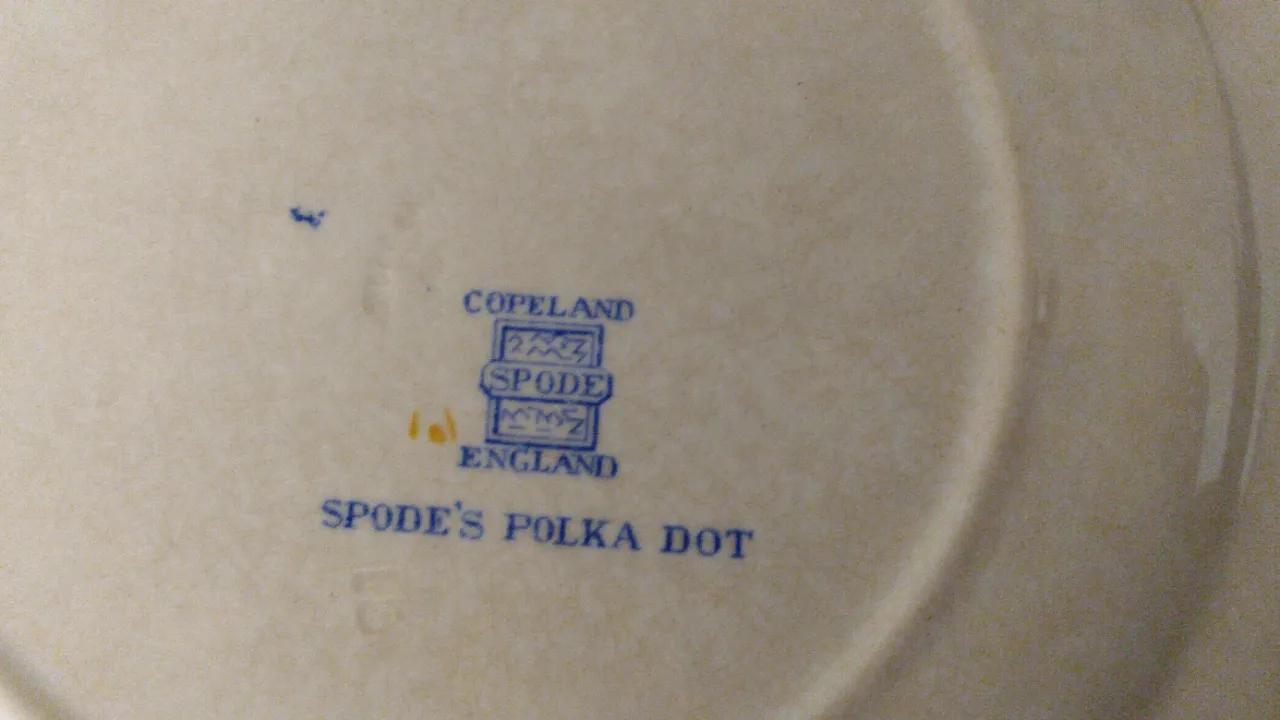 COPELAND
SPODE
ENGLAND
SPODE'S POLKA DOT